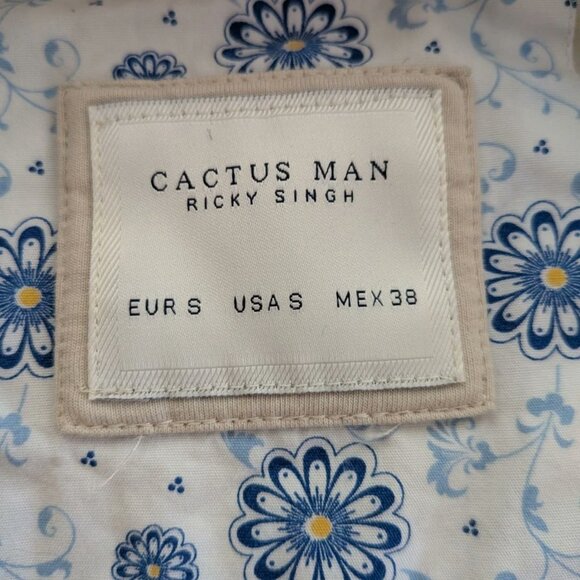 CACTUS MAN
RICKY SINGH
EUR S USA S MEX 38